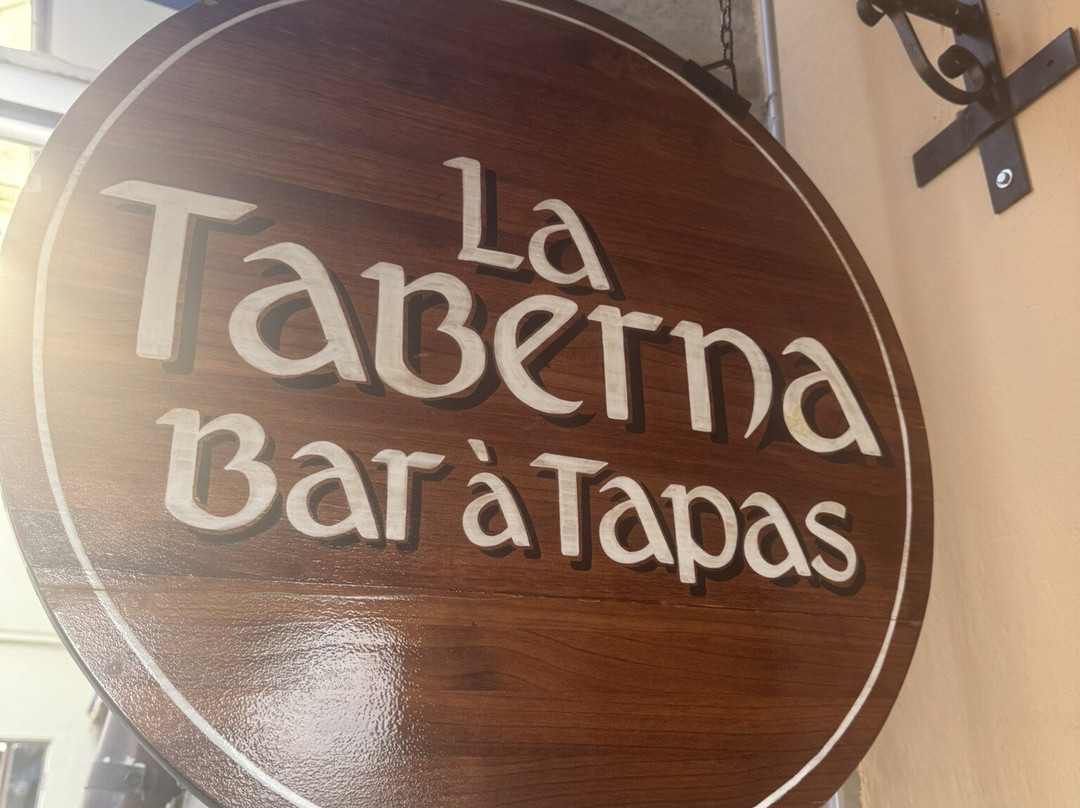 La
Taberna
Bar à Tapas